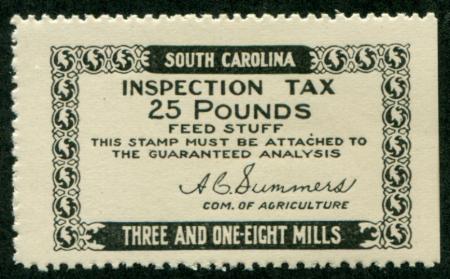 SOUTH CAROLINA
INSPECTION TAX
25 POUNDS
FEED STUFF
THIS STAMP MUST BE ATTACHED TO
THE GUARANTEED ANALYSIS
A C. Summers
COM. OF AGRICULTURE
THREE AND ONE-EIGHT MILLS